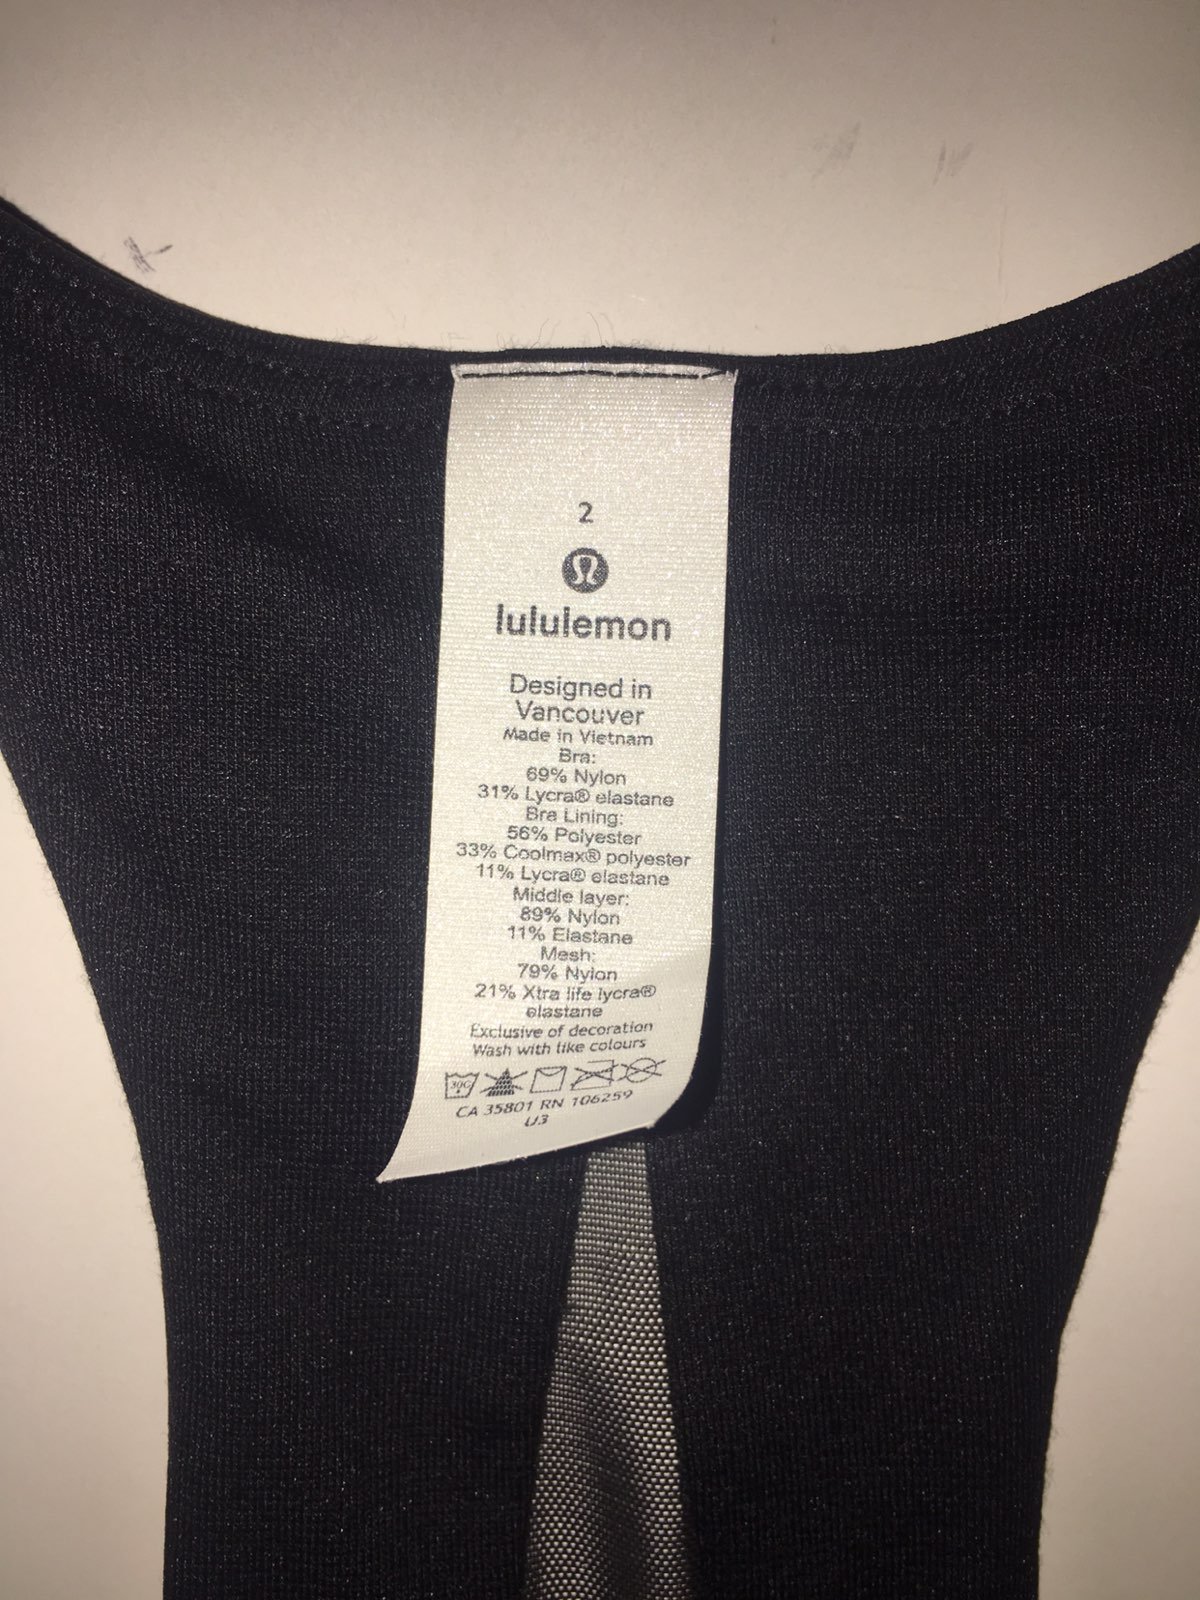 2
lululemon
Designed in
Vancouver
Made in Vietnam
Bra:
69% Nylon
31% Lycra® elastane
Bra Lining:
56% Polyester
33% Coolmax® polyester
11% Lycra® elastane
Middle layer:
89% Nylon
11% Elastane
Mesh:
79% Nylon
21% Xtra life lycra®
elastane
Exclusive of decoration
Wash with like colours
30C
CA 35801 RN 106259
U3